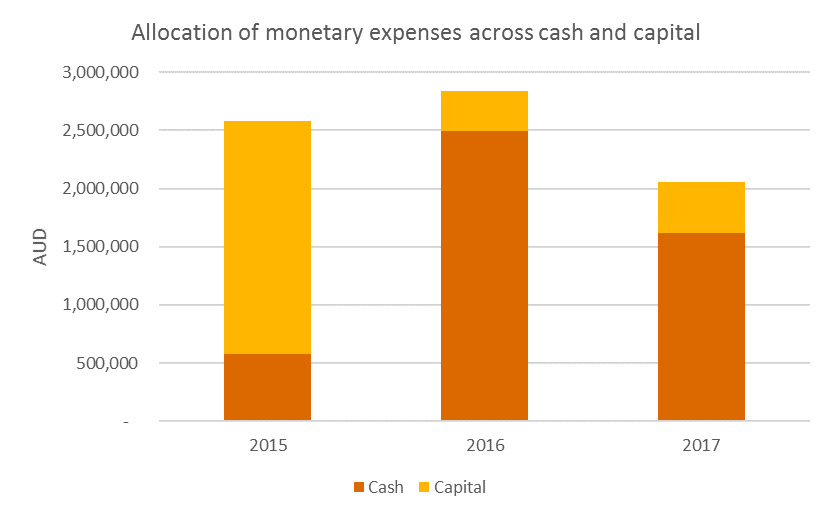 Allocation of monetary expenses across cash and capital
3,000,000
2,500,000
2,000,000
1,500,000
1,000,000
500,000
-
AUD
2015 2016 2017
Cash Capital